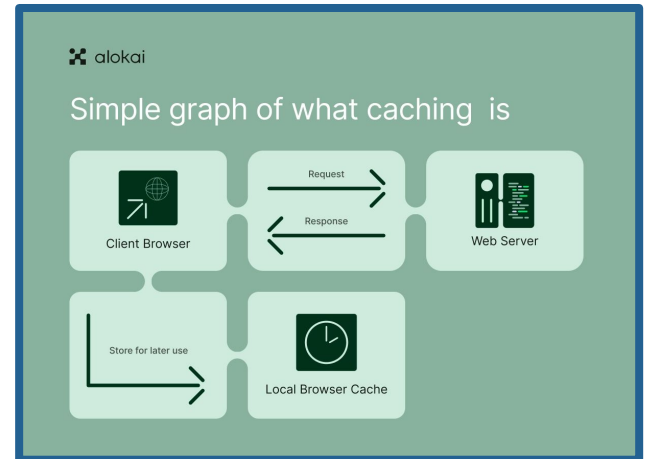 alokai
Simple graph of what caching is
Request
Response
Client Browser
Web Server
Store for later use
Local Browser Cache